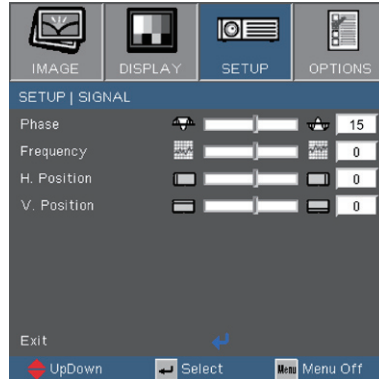 IMAGE DISPLAY SETUP OPTIONS
SETUP | SIGNAL
Phase 15
Frequency 0
H. Position 0
V. Position 0
Exit
UpDown Select Menu Menu Off